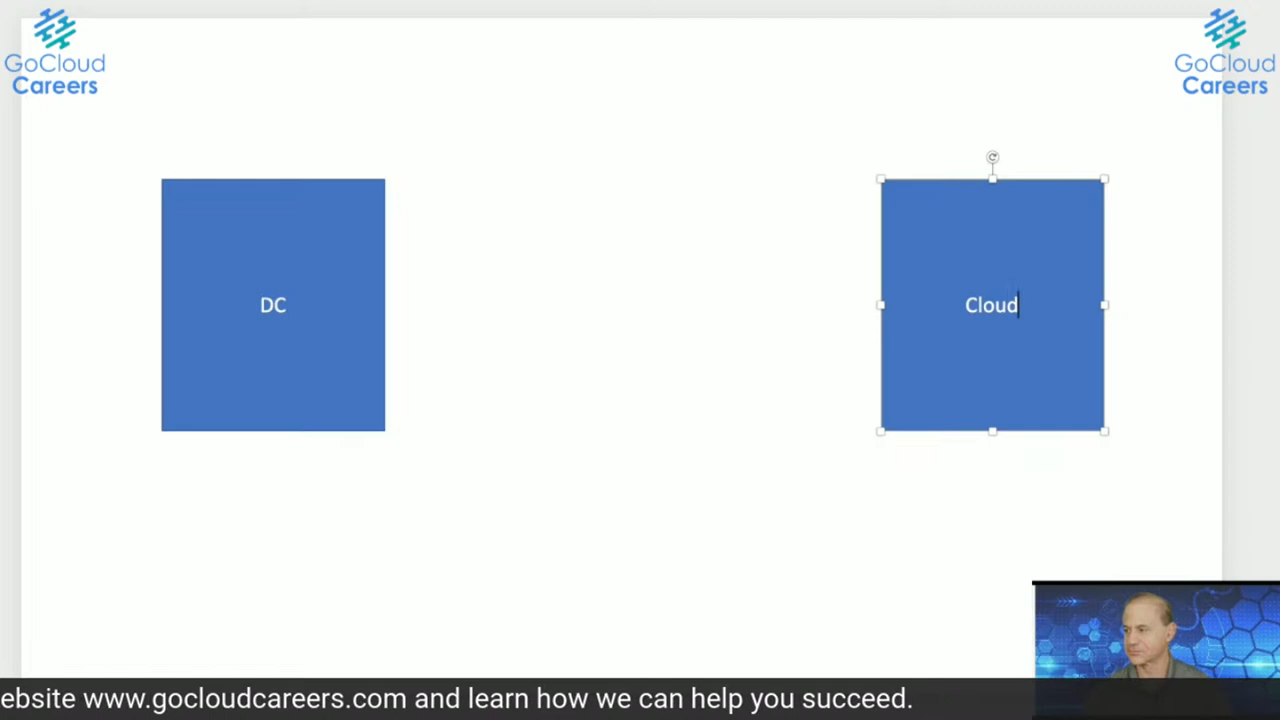 GoCloud
Careers
GoCloud
Careers
DC
Cloud
ebsite www.gocloudcareers.com and learn how we can help you succeed.